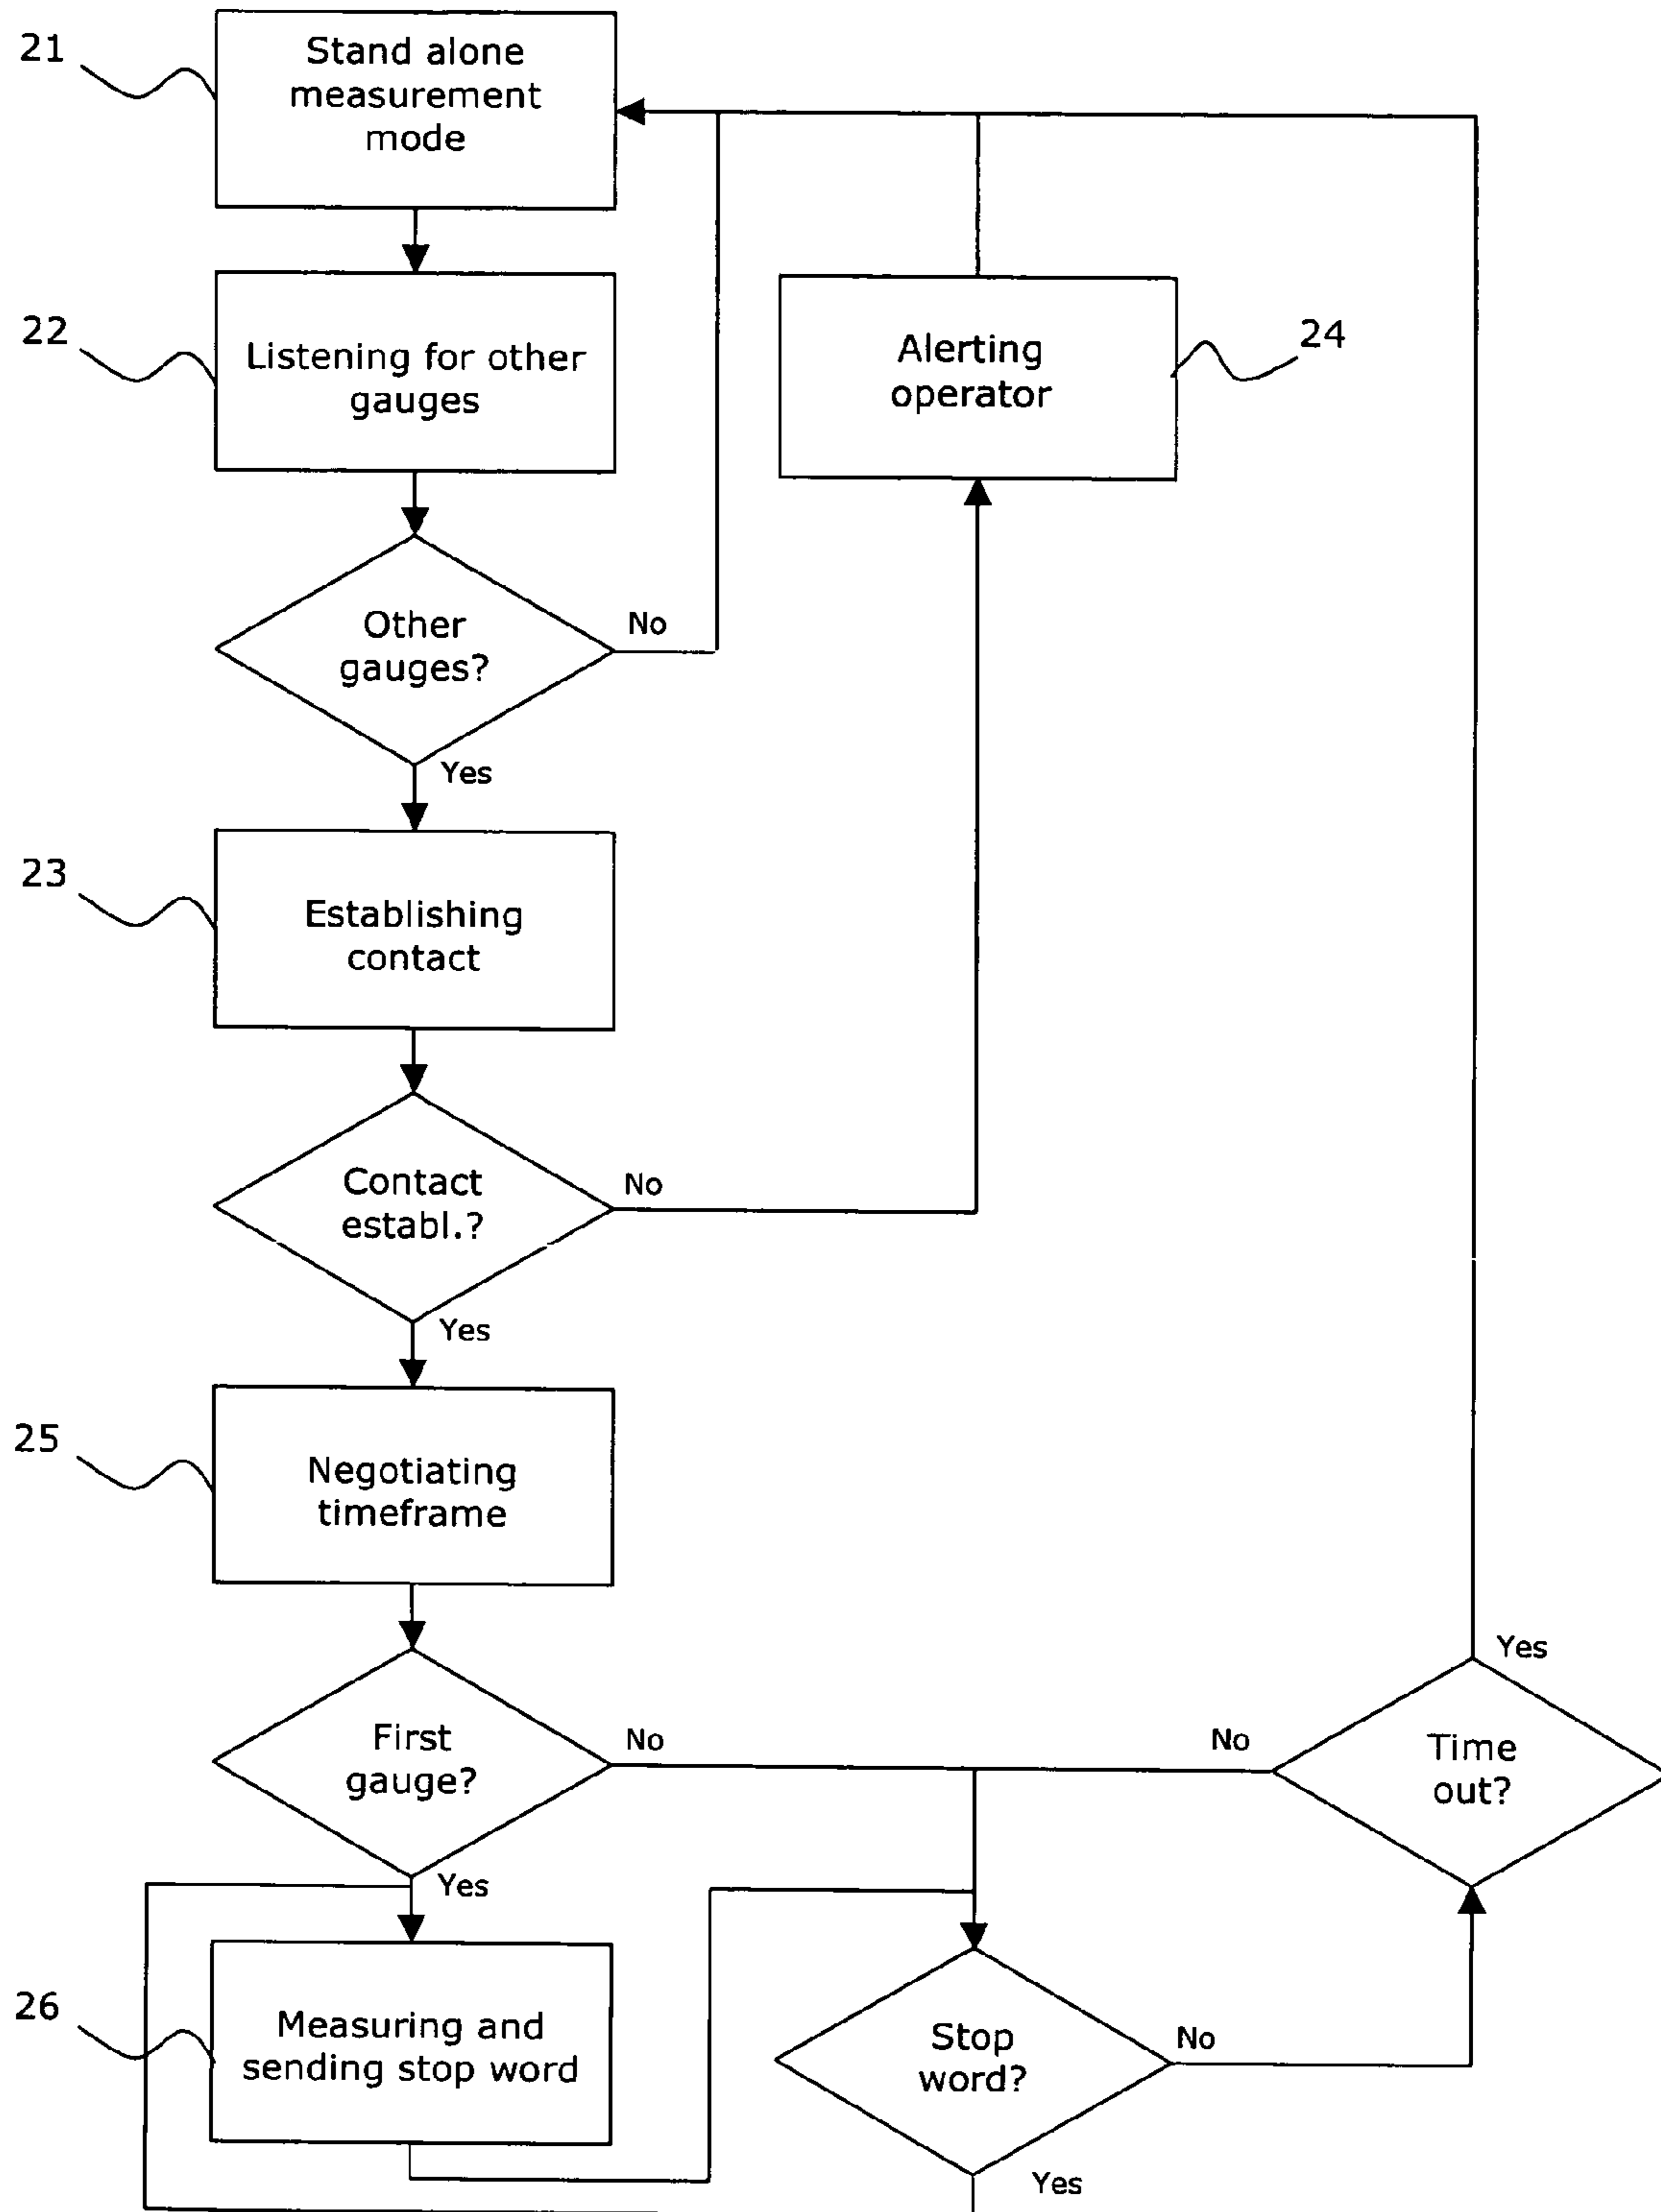 21
Stand alone
measurement
mode
22
Listening for other
gauges
Alerting
operator
24
Other
gauges?
No
Yes
23
Establishing
contact
Contact
establ.?
No
Yes
25
Negotiating
timeframe
First
gauge?
No
Yes
No
Time
out?
Yes
26
Measuring and
sending stop word
Stop
word?
No
Yes